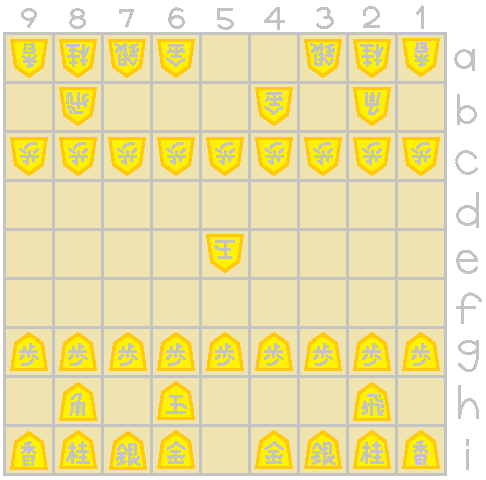 9 8 7 6 5 4 3 2 1
香 桂 銀 金 銀 桂 香 a
飛 金 角 b
歩 歩 歩 歩 歩 歩 歩 歩 歩 c
d
王 e
f
歩 歩 歩 歩 歩 歩 歩 歩 歩 g
角 玉 飛 h
香 桂 銀 金 金 銀 桂 香 i